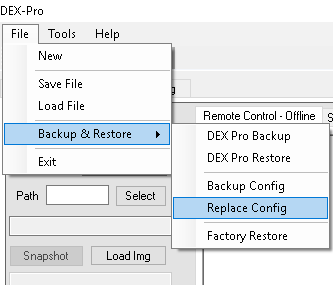 DEX-Pro
File Tools Help
New
Save File
Load File
Backup & Restore
Exit
Remote Control - Offline
DEX Pro Backup
DEX Pro Restore
Backup Config
Replace Config
Factory Restore
Path Select
Snapshot Load Img